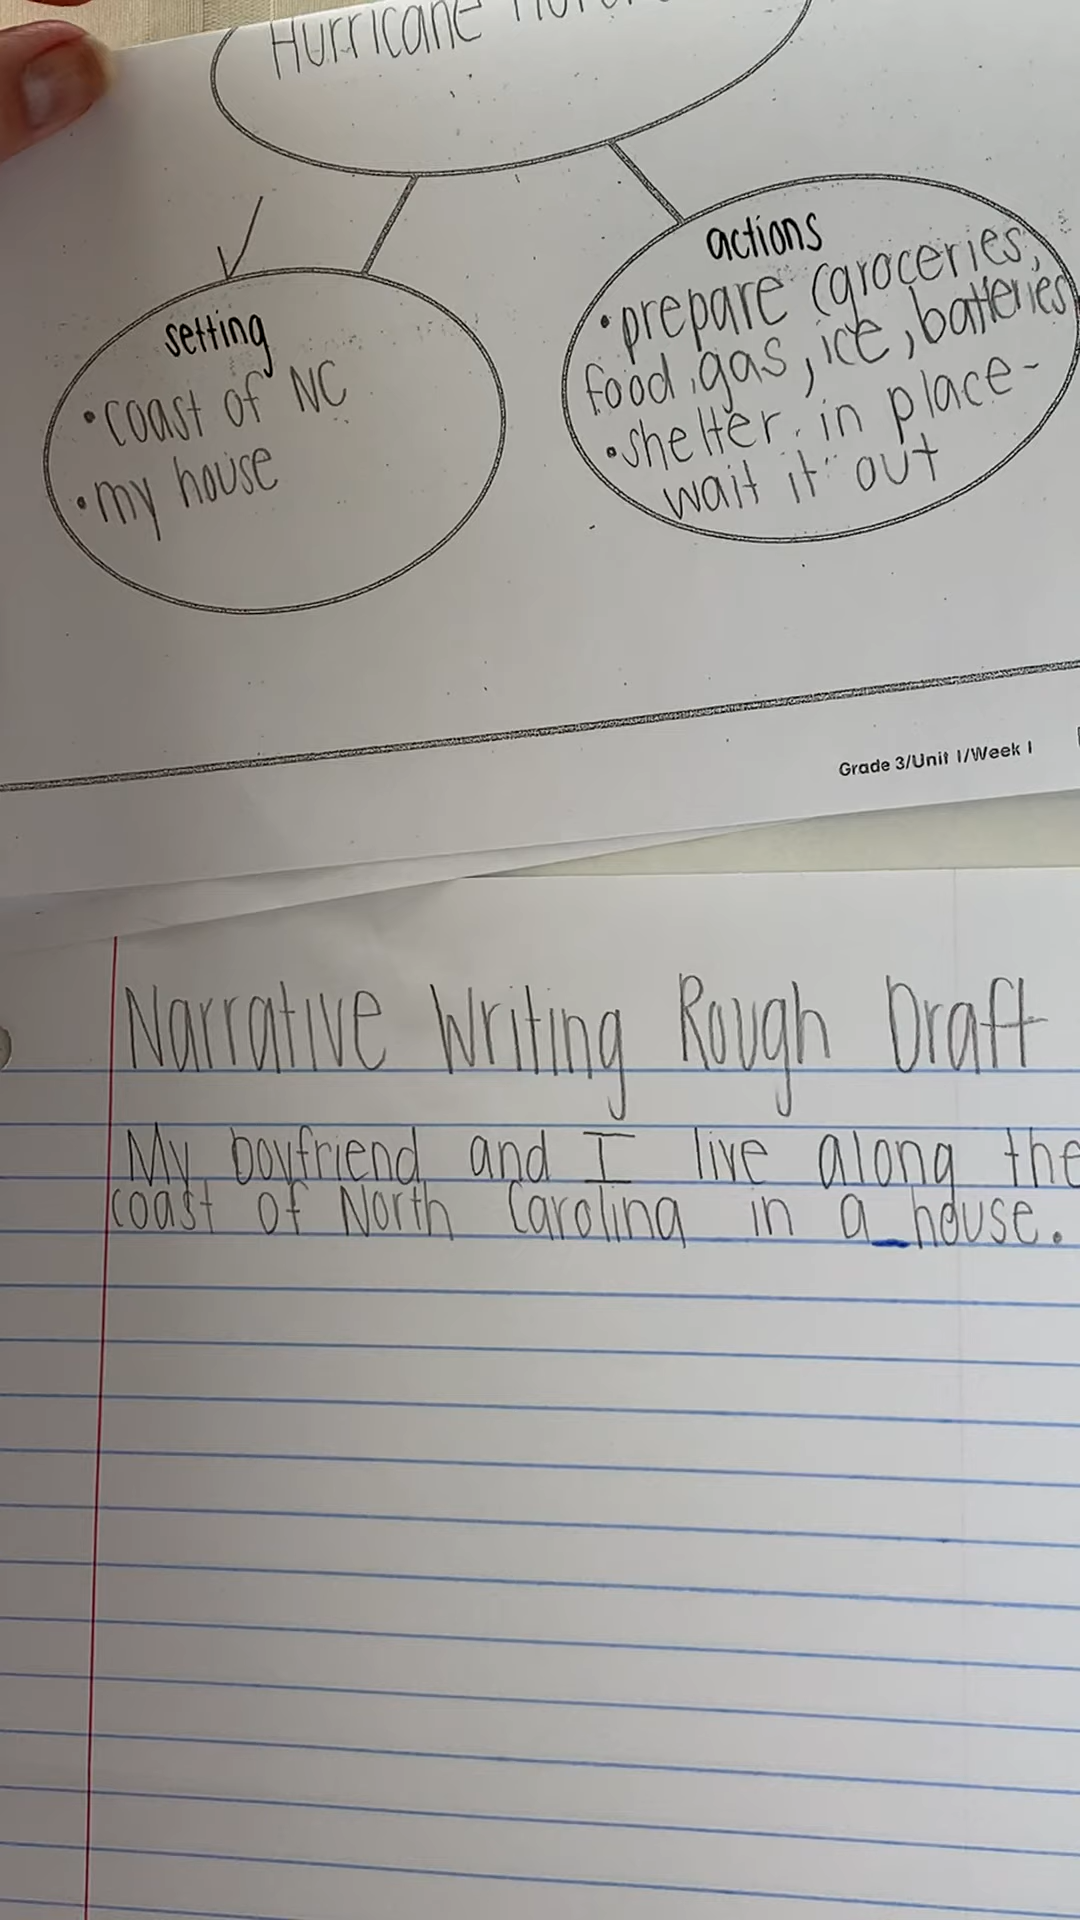 Hurricane
setting
•coast of NC
•my house
actions
•prepare (groceries,
food, gas, ice, batteries
•shelter in place-
wait it out
Grade 3/Unit 1/Week 1
Narrative Writing Rough Draft
My boyfriend and I live along the
coast of North Carolina in a house.